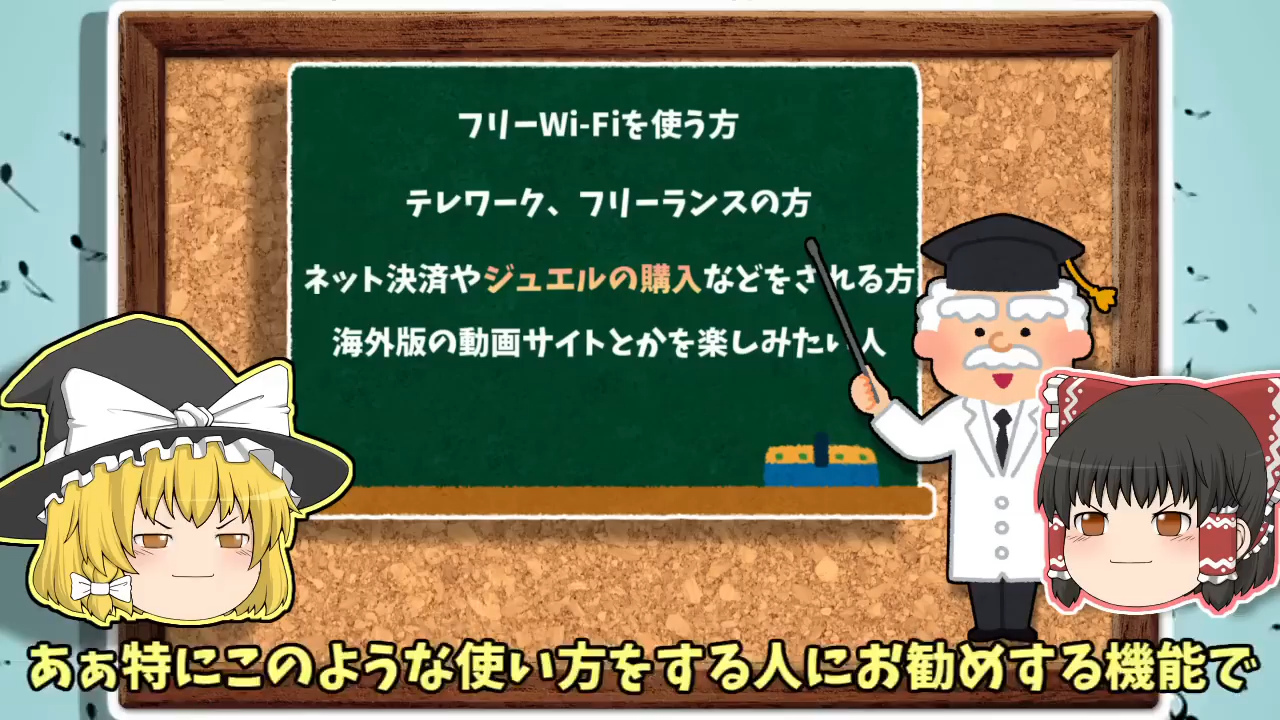 フリーWi-Fiを使う方
テレワーク、フリーランスの方
ネット決済やジュエルの購入などをされる方
海外版の動画サイトとかを楽しみたい人
あぁ特にこのような使い方をする人にお勧めする機能で